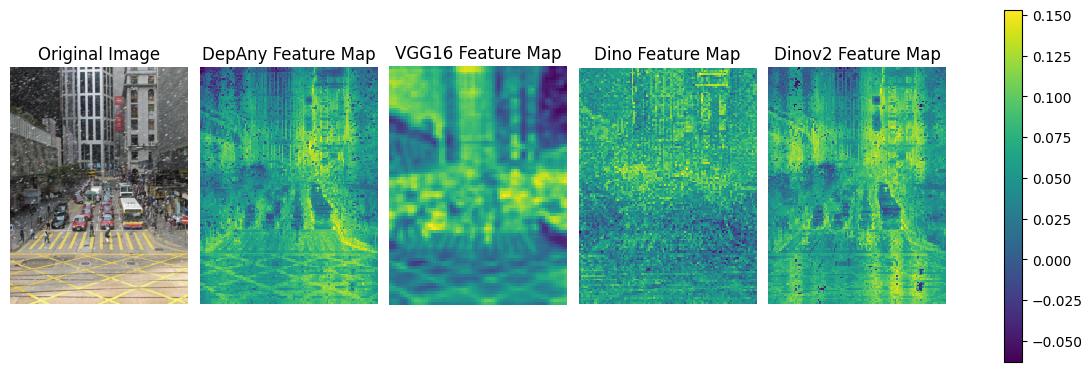 Original Image
DepAny Feature Map
VGG16 Feature Map
Dino Feature Map
Dinov2 Feature Map
0.150
0.125
0.100
0.075
0.050
0.025
0.000
−0.025
−0.050